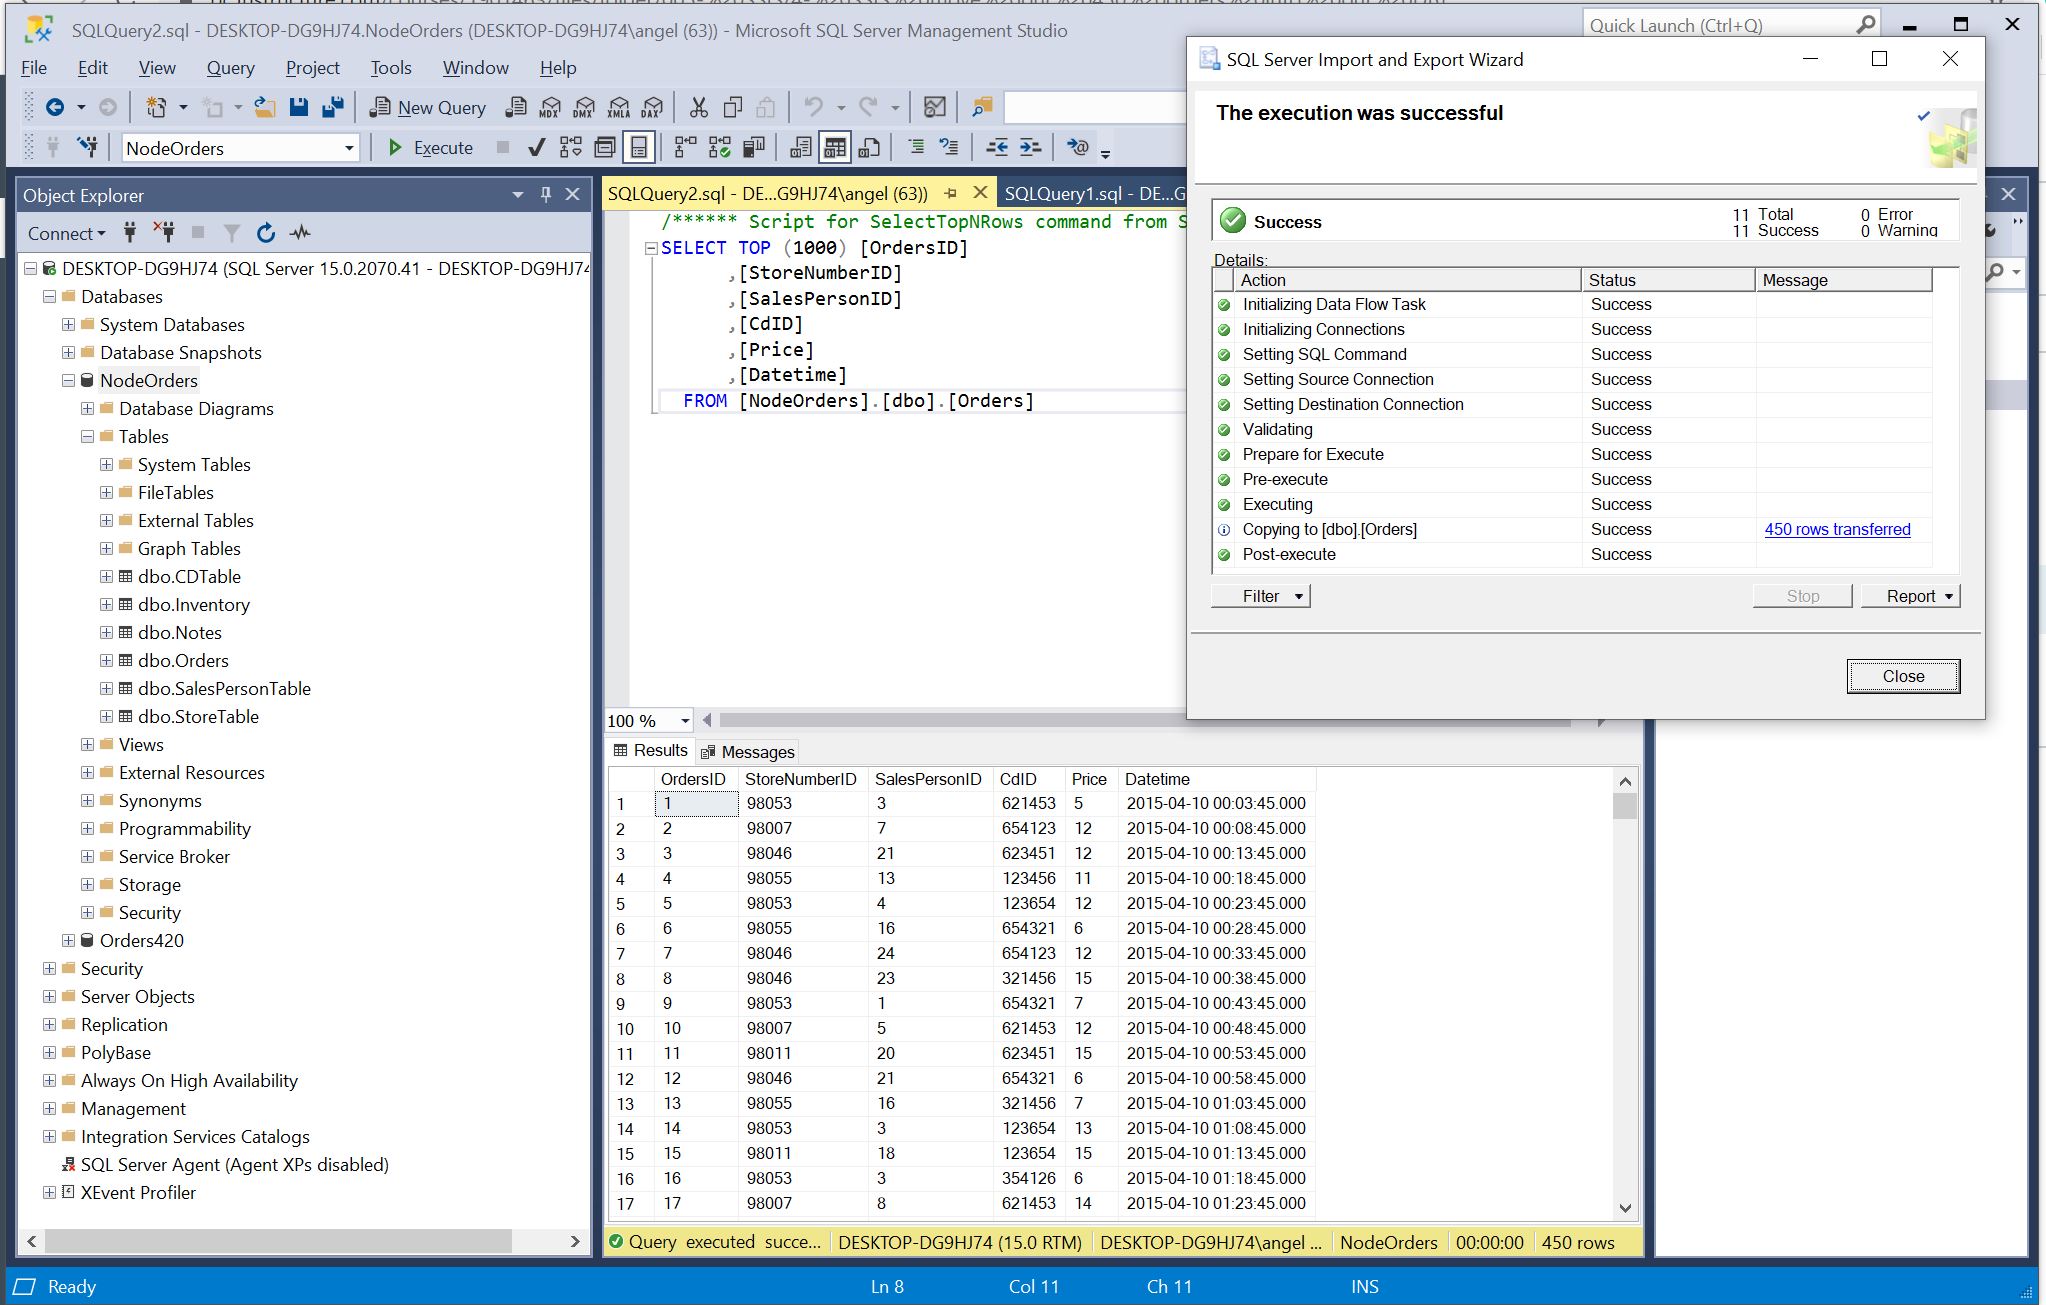 SQLQuery2.sql - DESKTOP-DG9HJ74.NodeOrders (DESKTOP-DG9HJ74\angel (63)) - Microsoft SQL Server Management Studio
Quick Launch (Ctrl+Q)
File Edit View Query Project Tools Window Help
New Query MDX DMX XMLA DAX
NodeOrders Execute
Object Explorer
Connect
DESKTOP-DG9HJ74 (SQL Server 15.0.2070.41 - DESKTOP-DG9HJ74
Databases
System Databases
Database Snapshots
NodeOrders
Database Diagrams
Tables
System Tables
FileTables
External Tables
Graph Tables
dbo.CDTable
dbo.Inventory
dbo.Notes
dbo.Orders
dbo.SalesPersonTable
dbo.StoreTable
Views
External Resources
Synonyms
Programmability
Service Broker
Storage
Security
Orders420
Security
Server Objects
Replication
PolyBase
Always On High Availability
Management
Integration Services Catalogs
SQL Server Agent (Agent XPs disabled)
XEvent Profiler
SQLQuery2.sql - DE...G9HJ74\angel (63)) SQLQuery1.sql - DE...G
/****** Script for SelectTopNRows command from S
SELECT TOP (1000) [OrdersID]
,[StoreNumberID]
,[SalesPersonID]
,[CdID]
,[Price]
,[Datetime]
FROM [NodeOrders].[dbo].[Orders]
100 %
Results Messages
OrdersID StoreNumberID SalesPersonID CdID Price Datetime
1 1 98053 3 621453 5 2015-04-10 00:03:45.000
2 2 98007 7 654123 12 2015-04-10 00:08:45.000
3 3 98046 21 623451 12 2015-04-10 00:13:45.000
4 4 98055 13 123456 11 2015-04-10 00:18:45.000
5 5 98053 4 123654 12 2015-04-10 00:23:45.000
6 6 98055 16 654321 6 2015-04-10 00:28:45.000
7 7 98046 24 654123 12 2015-04-10 00:33:45.000
8 8 98046 23 321456 15 2015-04-10 00:38:45.000
9 9 98053 1 654321 7 2015-04-10 00:43:45.000
10 10 98007 5 621453 12 2015-04-10 00:48:45.000
11 11 98011 20 623451 15 2015-04-10 00:53:45.000
12 12 98046 21 654321 6 2015-04-10 00:58:45.000
13 13 98055 16 321456 7 2015-04-10 01:03:45.000
14 14 98053 3 123654 13 2015-04-10 01:08:45.000
15 15 98011 18 123654 15 2015-04-10 01:13:45.000
16 16 98053 3 354126 6 2015-04-10 01:18:45.000
17 17 98007 8 621453 14 2015-04-10 01:23:45.000
Query executed succe... DESKTOP-DG9HJ74 (15.0 RTM) DESKTOP-DG9HJ74\angel ... NodeOrders 00:00:00 450 rows
SQL Server Import and Export Wizard
The execution was successful
Success
11 Total 0 Error
11 Success 0 Warning
Details:
Action Status Message
Initializing Data Flow Task Success
Initializing Connections Success
Setting SQL Command Success
Setting Source Connection Success
Setting Destination Connection Success
Validating Success
Prepare for Execute Success
Pre-execute Success
Executing Success
Copying to [dbo].[Orders] Success 450 rows transferred
Post-execute Success
Filter Stop Report
Close
Ready Ln 8 Col 11 Ch 11 INS